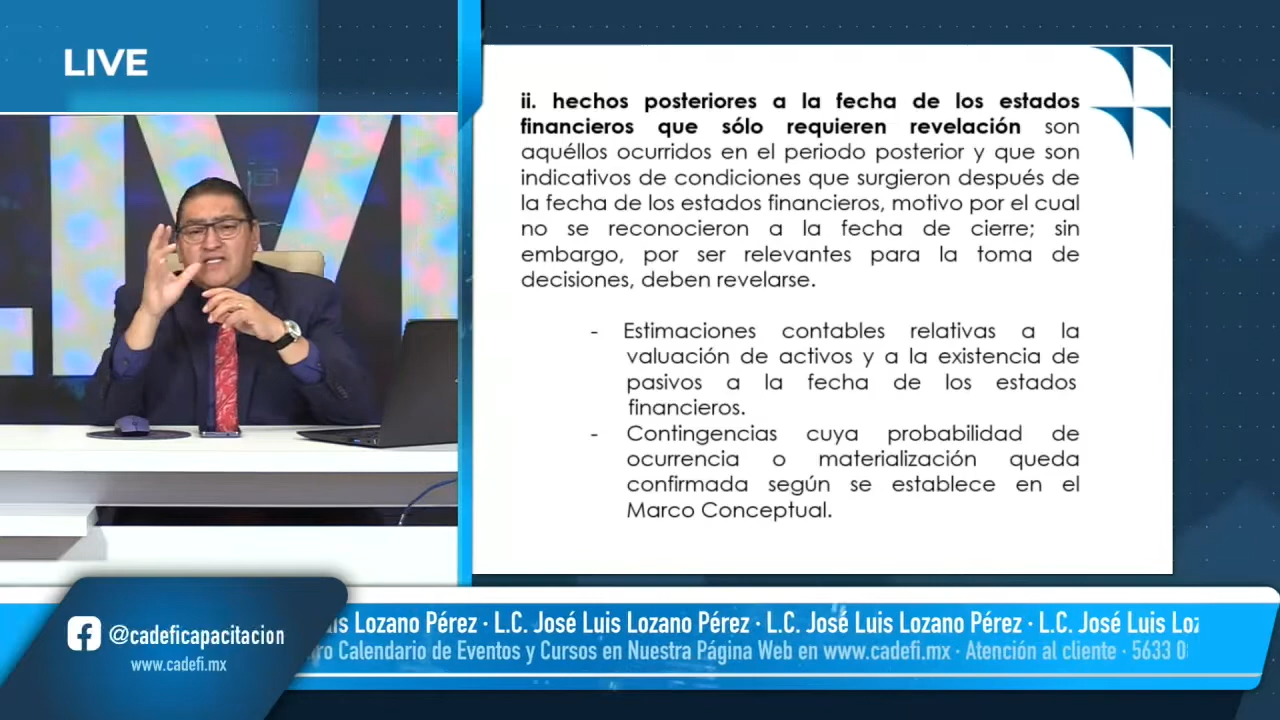 LIVE
ii. hechos posteriores a la fecha de los estados
financieros que sólo requieren revelación son
aquéllos ocurridos en el periodo posterior y que son
indicativos de condiciones que surgieron después de
la fecha de los estados financieros, motivo por el cual
no se reconocieron a la fecha de cierre; sin
embargo, por ser relevantes para la toma de
decisiones, deben revelarse.
- Estimaciones contables relativas a la
valuación de activos y a la existencia de
pasivos a la fecha de los estados
financieros.
- Contingencias cuya probabilidad de
ocurrencia o materialización queda
confirmada según se establece en el
Marco Conceptual.
@cadeficapacitacion
www.cadefi.mx
Lozano Pérez · L.C. José Luis Lozano Pérez · L.C. José Luis Lozano Pérez · L.C. José Luis
Calendario de Eventos y Cursos en Nuestra Página Web en www.cadefi.mx · Atención al cliente · 5633